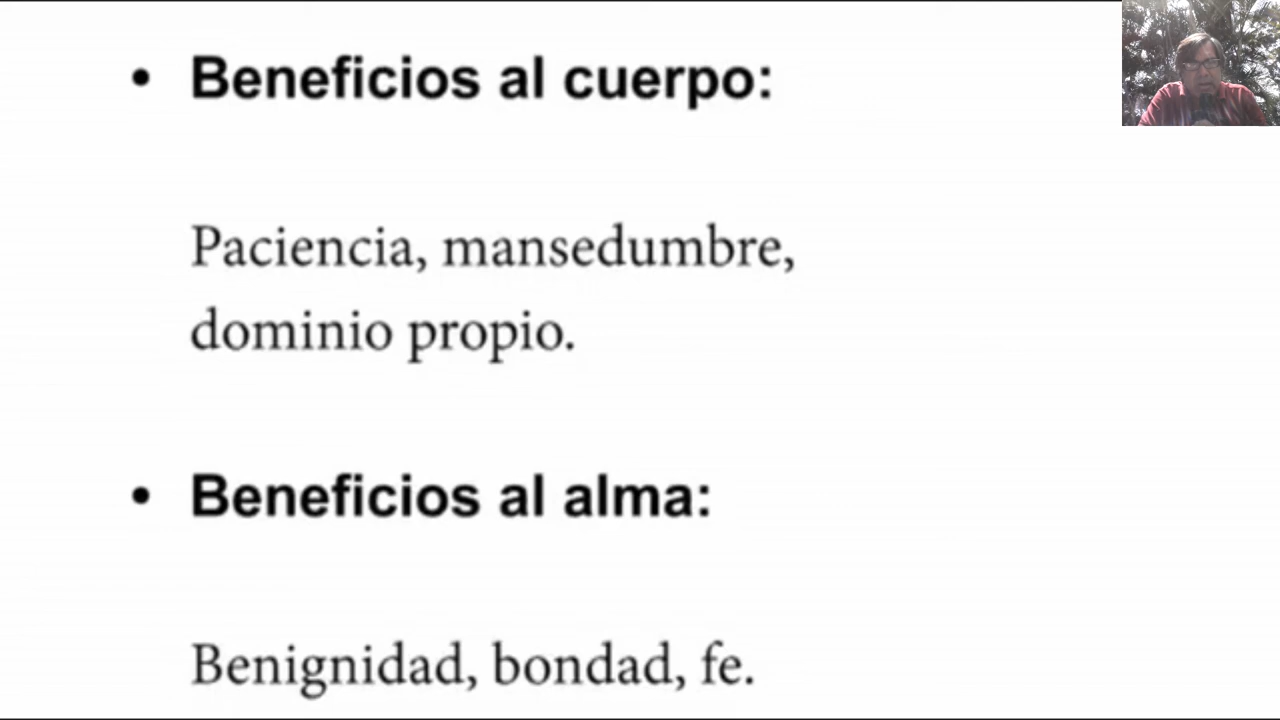 • Beneficios al cuerpo:
Paciencia, mansedumbre,
dominio propio.
• Beneficios al alma:
Benignidad, bondad, fe.